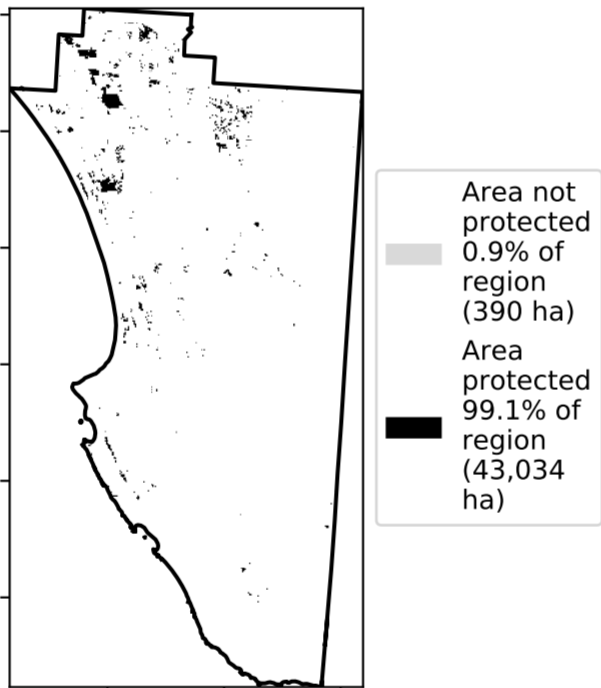 Area not
protected
0.9% of
region
(390 ha)
Area
protected
99.1% of
region
(43,034
ha)